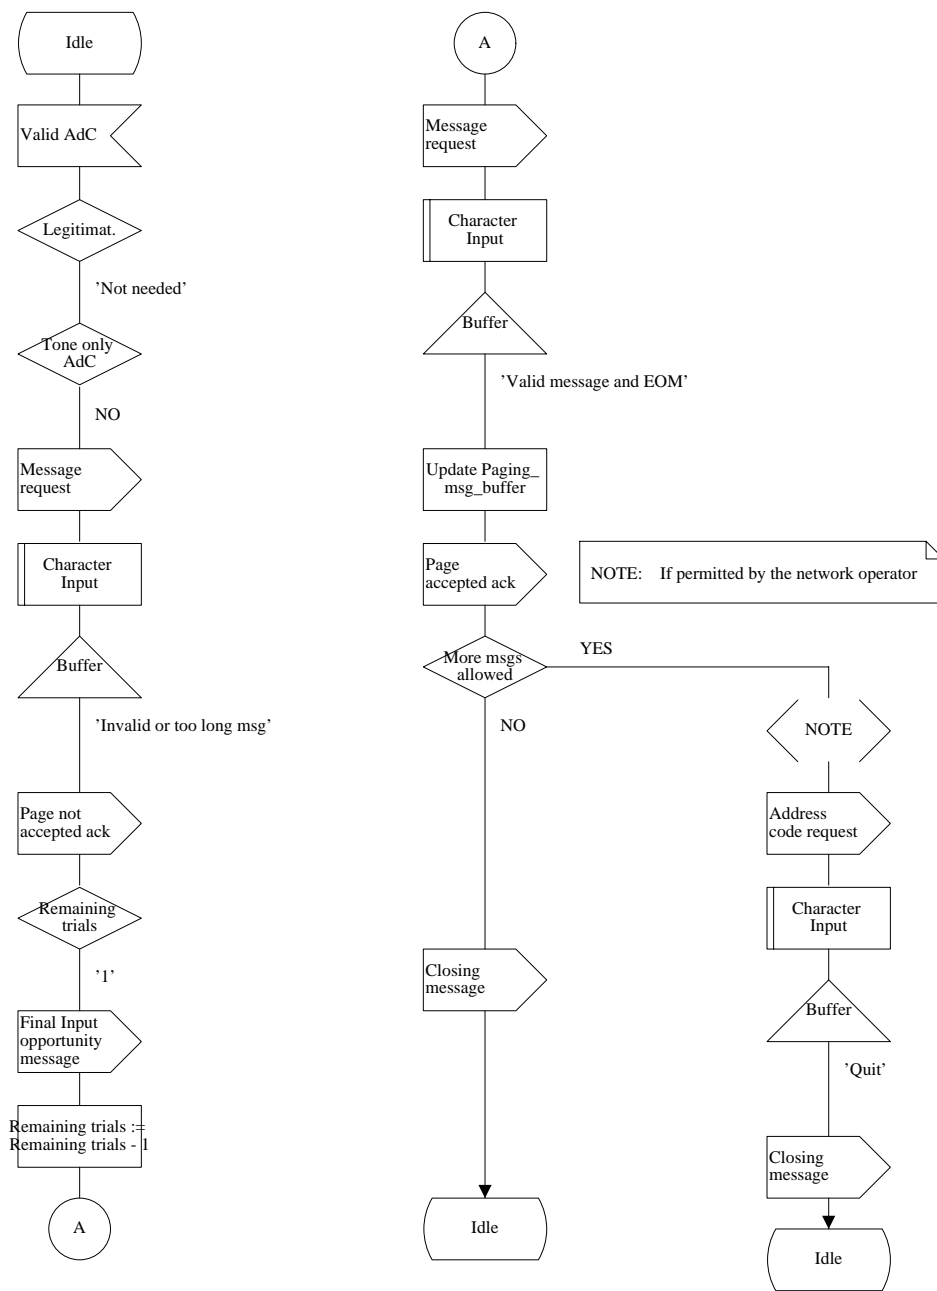 Idle
Valid AdC
Legitimat.
’Not needed’
Tone only
AdC
NO
Message
request
Character
Input
Buffer
’Invalid or too long msg’
Page not
accepted ack
Remaining
trials
’1’
Final Input
opportunity
message
Remaining trials :=
Remaining trials - 1
A
A
Message
request
Character
Input
Buffer
’Valid message and EOM’
Update Paging_
msg_buffer
Page
accepted ack
NOTE: If permitted by the network operator
More msgs
allowed
YES
NO
Closing
message
Idle
NOTE
Address
code request
Character
Input
Buffer
’Quit’
Closing
message
Idle